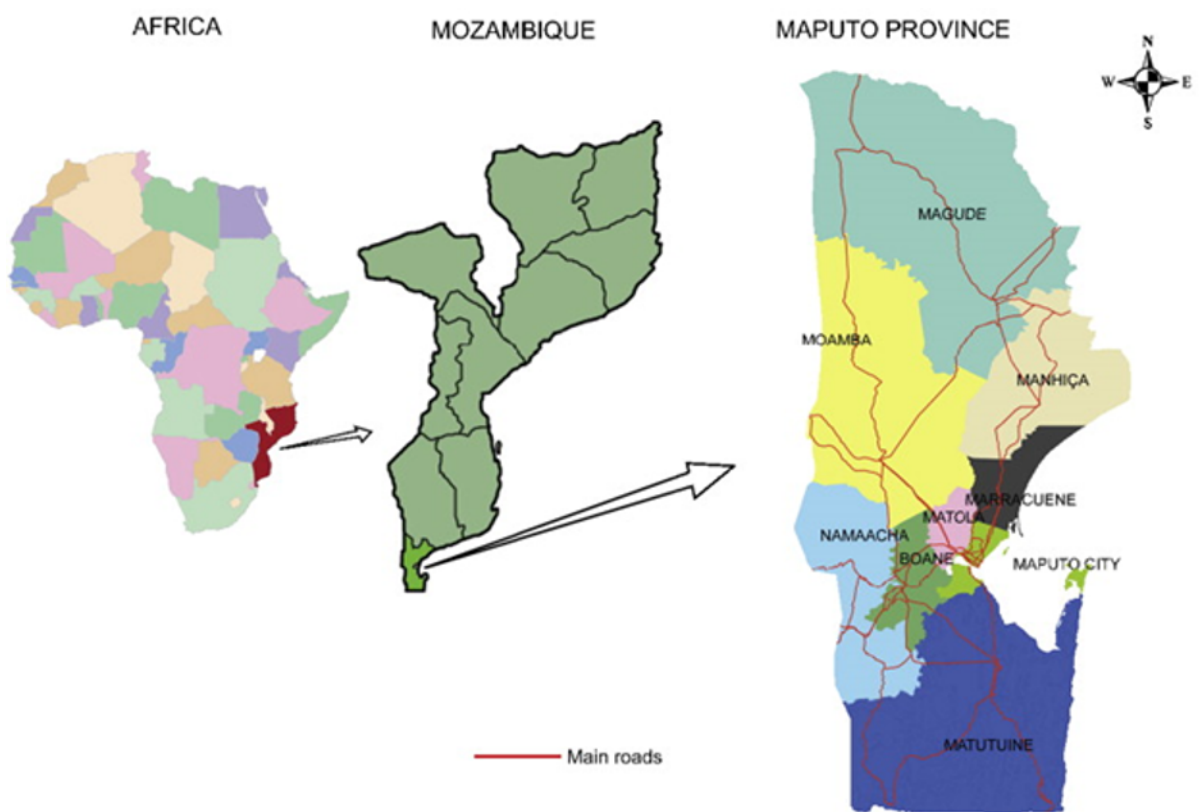 AFRICA
MOZAMBIQUE
MAPUTO PROVINCE
N
W
E
S
MAGUDE
MOAMBA
MANHIÇA
MARRACUENE
MATOLA
NAMAACHA
BOANE
MAPUTO CITY
MATUTUINE
Main roads